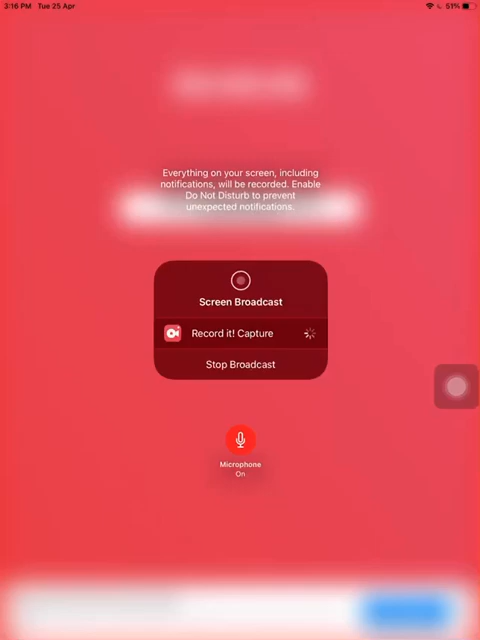 3:16 PM Tue 25 Apr
51%
Everything on your screen, including
notifications, will be recorded. Enable
Do Not Disturb to prevent
unexpected notifications.
Screen Broadcast
Record it! Capture
Stop Broadcast
Microphone
On